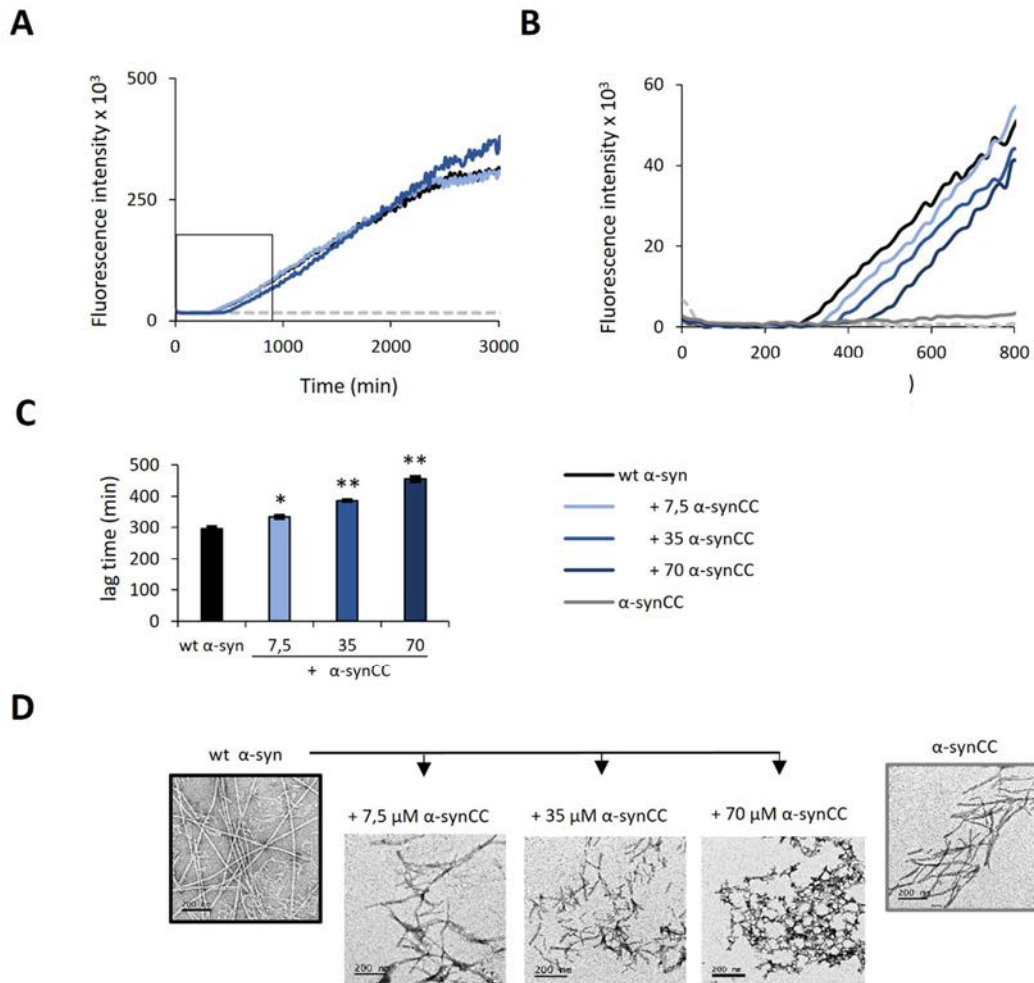 A
B
Fluorescence intensity x 10³
500
250
0
0 1000 2000 3000
Time (min)
Fluorescence intensity x 10³
60
40
20
0
0 200 400 600 800
)
C
lag time (min)
500
400
300
200
100
0
* ** **
wt α-syn 7,5 35 70
+ α-synCC
wt α-syn
+ 7,5 α-synCC
+ 35 α-synCC
+ 70 α-synCC
α-synCC
D
wt α-syn
α-synCC
+ 7,5 μM α-synCC + 35 μM α-synCC + 70 μM α-synCC
200 nm
200 nm
200 nm
200 nm
200 nm